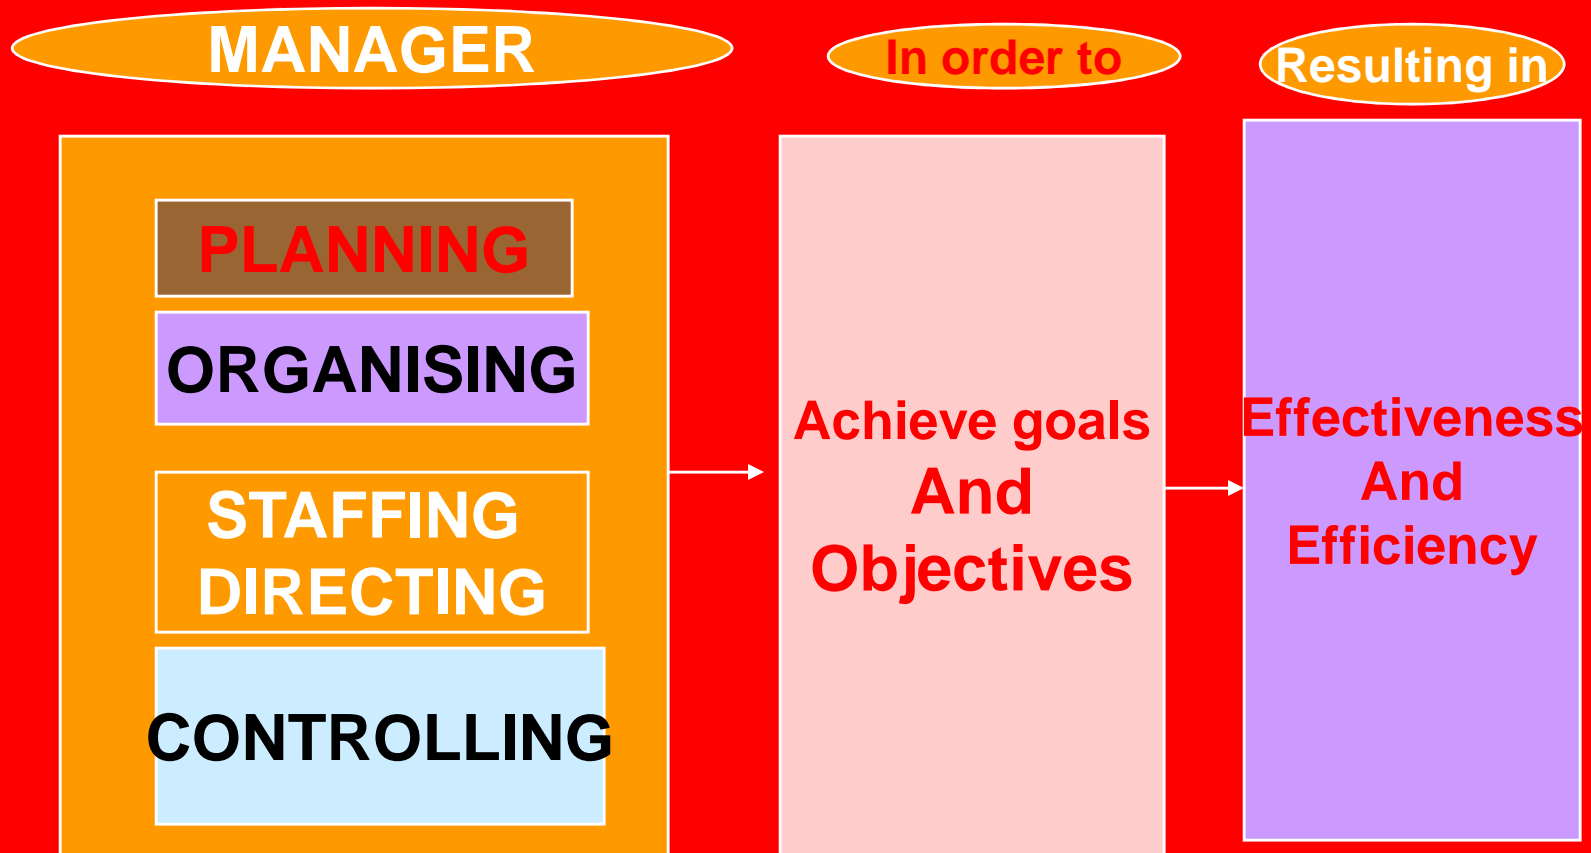 MANAGER
In order to
Resulting in
PLANNING
ORGANISING
STAFFING
DIRECTING
CONTROLLING
Achieve goals
And
Objectives
Effectiveness
And
Efficiency